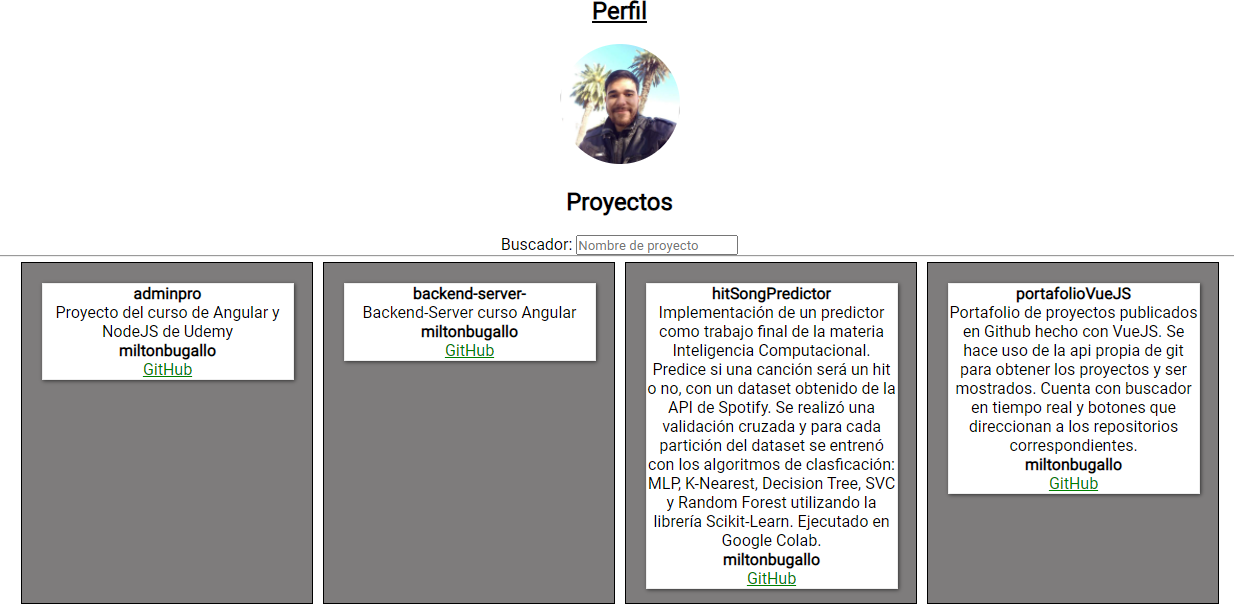 Perfil
Proyectos
Buscador: Nombre de proyecto
adminpro
Proyecto del curso de Angular y
NodeJS de Udemy
miltonbugallo
GitHub
backend-server-
Backend-Server curso Angular
miltonbugallo
GitHub
hitSongPredictor
Implementación de un predictor
como trabajo final de la materia
Inteligencia Computacional.
Predice si una canción será un hit
o no, con un dataset obtenido de la
API de Spotify. Se realizó una
validación cruzada y para cada
partición del dataset se entrenó
con los algoritmos de clasficación:
MLP, K-Nearest, Decision Tree, SVC
y Random Forest utilizando la
librería Scikit-Learn. Ejecutado en
Google Colab.
miltonbugallo
GitHub
portafolioVueJS
Portafolio de proyectos publicados
en Github hecho con VueJS. Se
hace uso de la api propia de git
para obtener los proyectos y ser
mostrados. Cuenta con buscador
en tiempo real y botones que
direccionan a los repositorios
correspondientes.
miltonbugallo
GitHub